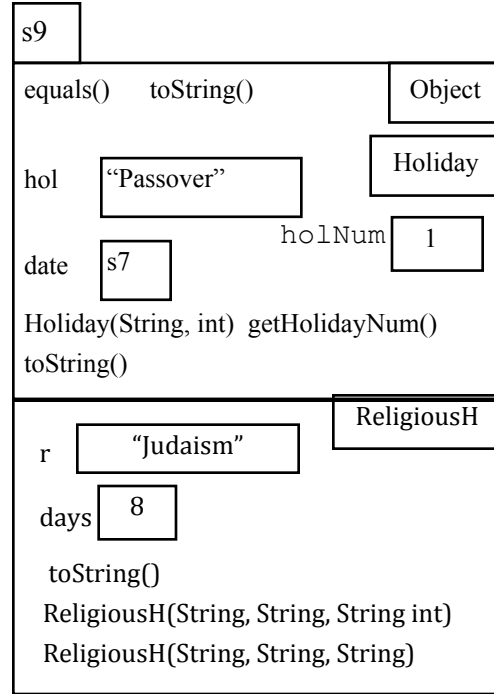 s9
equals() toString() Object
Holiday
hol “Passover”
holNum 1
date s7
Holiday(String, int) getHolidayNum()
toString()
ReligiousH
r “Judaism”
days 8
toString()
ReligiousH(String, String, String int)
ReligiousH(String, String, String)